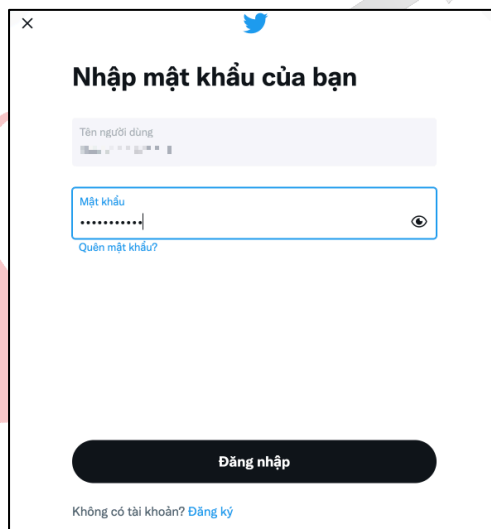 Nhập mật khẩu của bạn
Tên người dùng
Mật khẩu
•••••••••••
Quên mật khẩu?
Đăng nhập
Không có tài khoản? Đăng ký